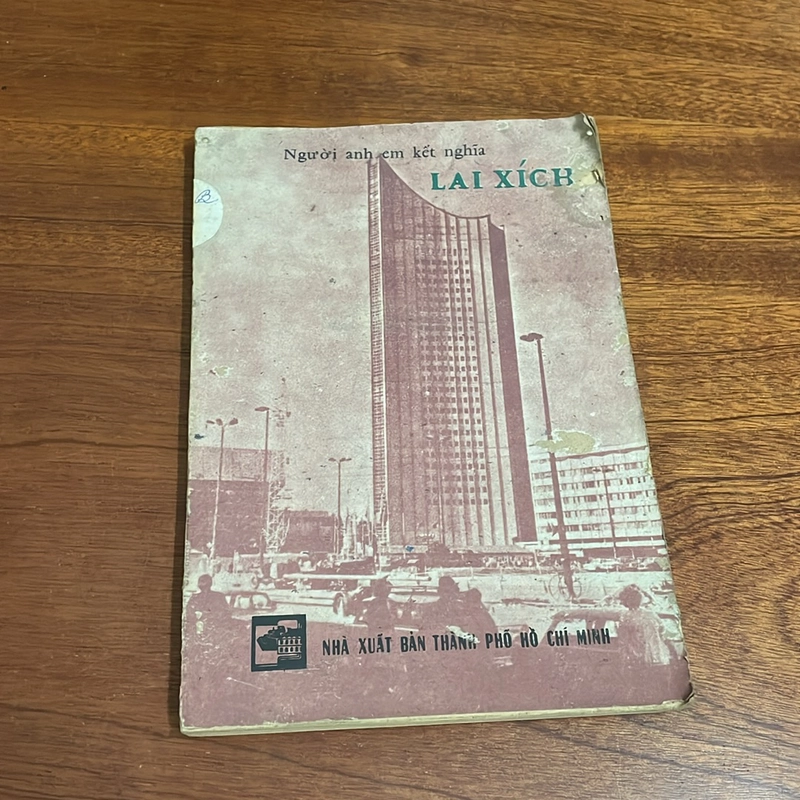 Người anh em kết nghĩa
LAI XÍCH
B
NHÀ XUẤT BẢN THÀNH PHỐ HỒ CHÍ MINH